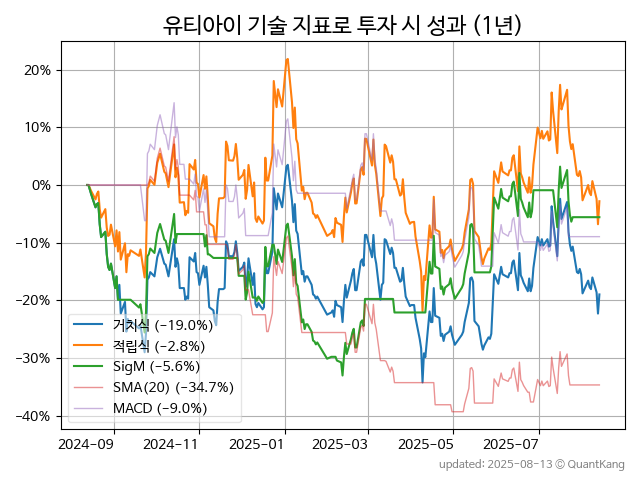 유티아이 기술 지표로 투자 시 성과 (1년)
20%
10%
0%
−10%
−20%
−30%
−40%
거치식 (−19.0%)
적립식 (−2.8%)
SigM (−5.6%)
SMA(20) (−34.7%)
MACD (−9.0%)
2024-09 2024-11 2025-01 2025-03 2025-05 2025-07
updated: 2025-08-13 ⓒ QuantKang